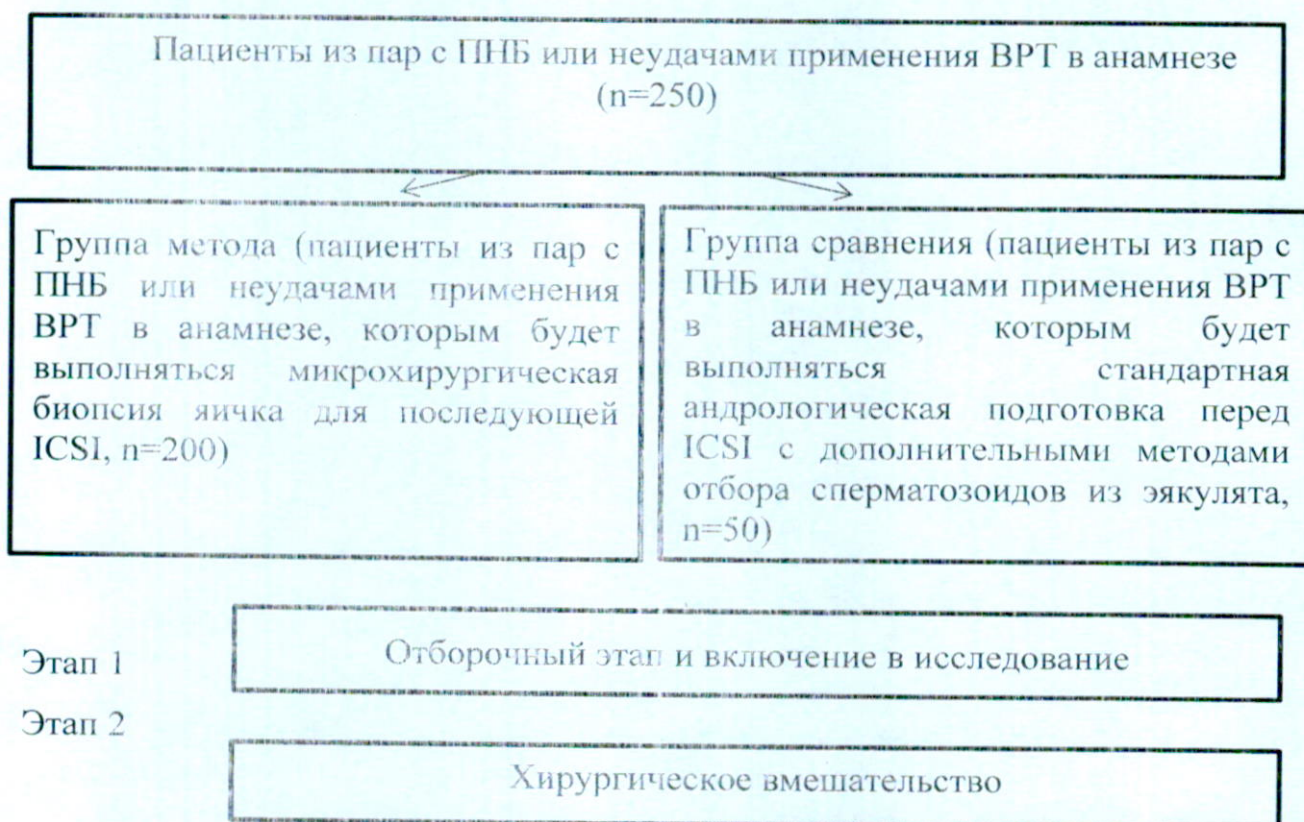 Пациенты из пар с ПНБ или неудачами применения ВРТ в анамнезе
(n=250)
Группа метода (пациенты из пар с
ПНБ или неудачами применения
ВРТ в анамнезе, которым будет
выполняться микрохирургическая
биопсия яичка для последующей
ICSI, n=200)
Группа сравнения (пациенты из пар с
ПНБ или неудачами применения ВРТ
в анамнезе, которым будет
выполняться стандартная
андрологическая подготовка перед
ICSI с дополнительными методами
отбора сперматозоидов из эякулята,
n=50)
Этап 1
Отборочный этап и включение в исследование
Этап 2
Хирургическое вмешательство